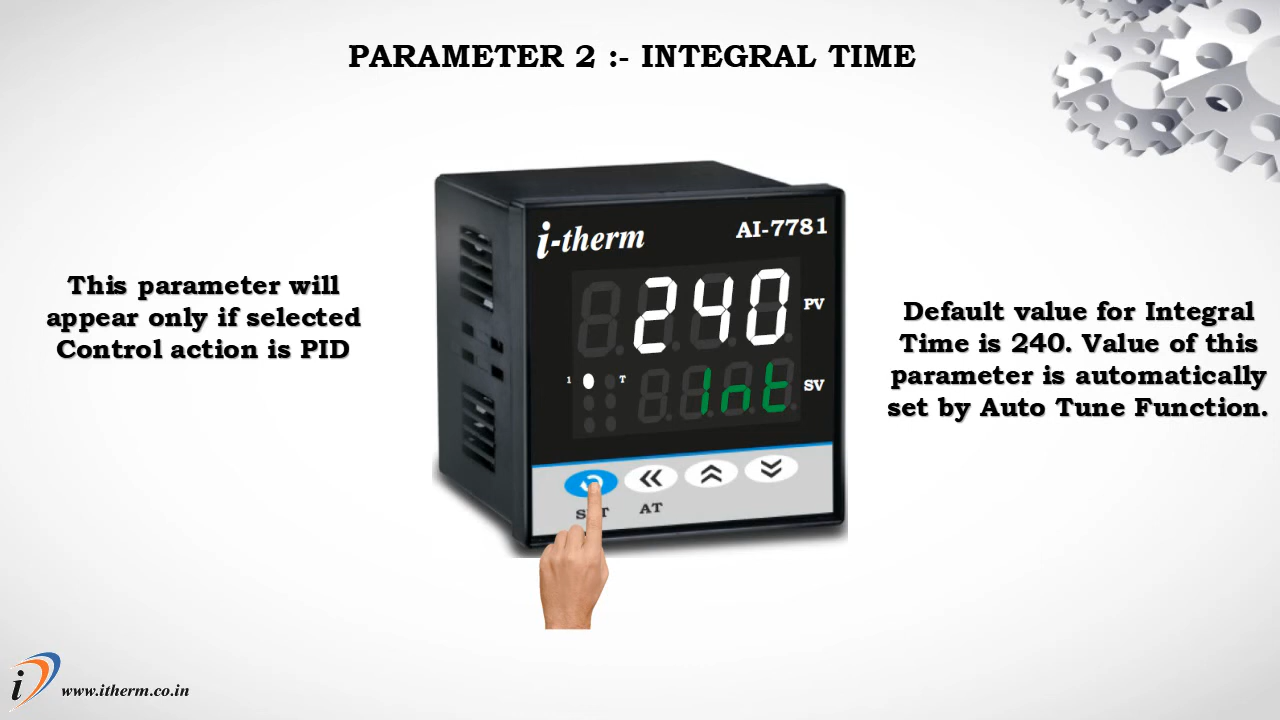 PARAMETER 2 :- INTEGRAL TIME
This parameter will
appear only if selected
Control action is PID
i-therm
AI-7781
240
PV
1
T
Int
SV
SET
AT
Default value for Integral
Time is 240. Value of this
parameter is automatically
set by Auto Tune Function.
i
www.itherm.co.in